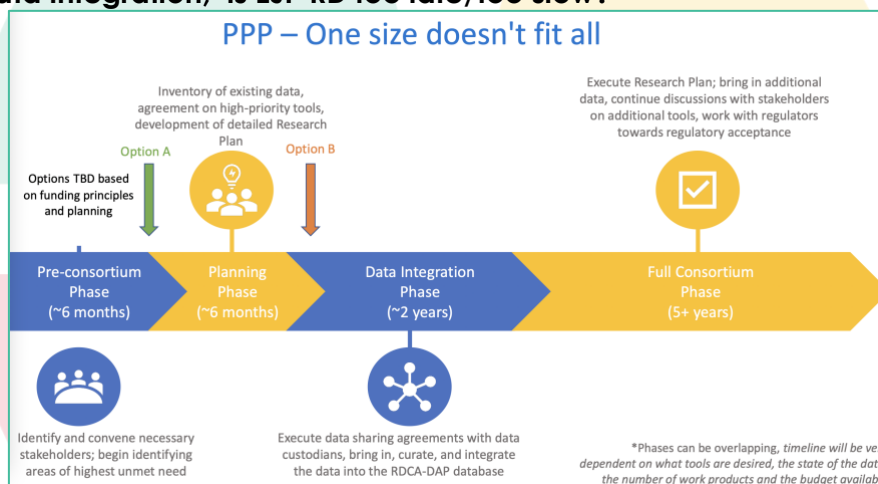 PPP – One size doesn't fit all
Inventory of existing data,
agreement on high-priority tools,
development of detailed Research
Plan
Execute Research Plan; bring in additional
data, continue discussions with stakeholders
on additional tools, work with regulators
towards regulatory acceptance
Option A
Option B
Options TBD based
on funding principles
and planning
Pre-consortium
Phase
(~6 months)
Planning
Phase
(~6 months)
Data Integration
Phase
(~2 years)
Full Consortium
Phase
(5+ years)
Identify and convene necessary
stakeholders; begin identifying
areas of highest unmet need
Execute data sharing agreements with data
custodians, bring in, curate, and integrate
the data into the RDCA-DAP database
*Phases can be overlapping, timeline will be
dependent on what tools are desired, the state of the
the number of work products and the budget